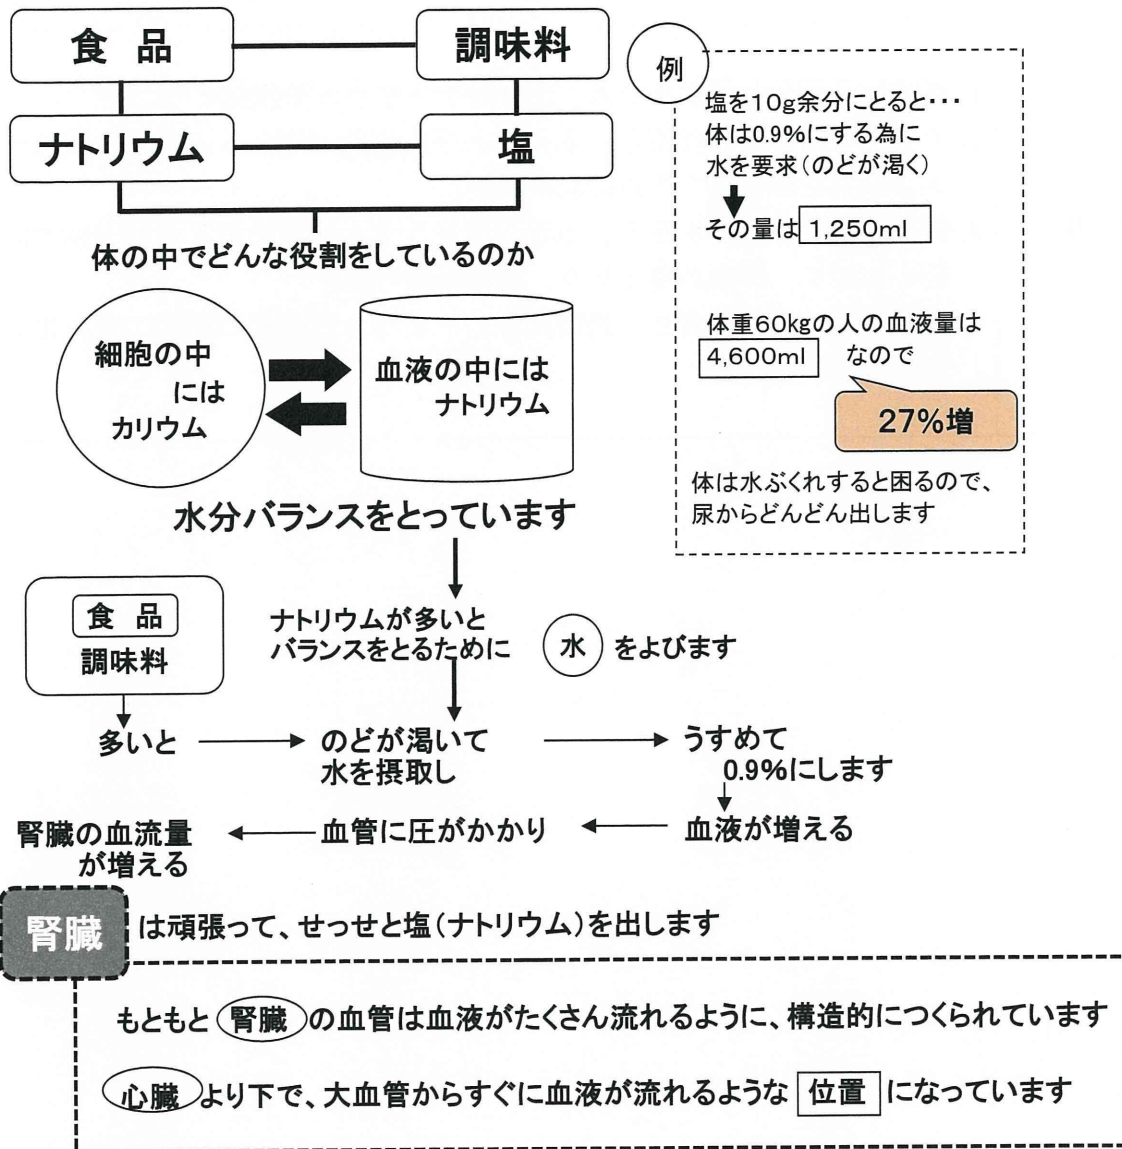 食 品
調味料
ナトリウム
塩
体の中でどんな役割をしているのか
細胞の中
には
カリウム
血液の中には
ナトリウム
水分バランスをとっています
例
塩を10g余分にとると・・・
体は0.9%にする為に
水を要求(のどが渇く)
その量は 1,250ml
体重60㎏の人の血液量は
4,600ml なので
27%増
体は水ぶくれすると困るので、
尿からどんどん出します
食 品
調味料
ナトリウムが多いと
バランスをとるために 水 をよびます
多いと
のどが渇いて
水を摂取し
うすめて
0.9%にします
血液が増える
血管に圧がかかり
腎臓の血流量
が増える
腎臓 は頑張って、せっせと塩(ナトリウム)を出します
もともと 腎臓 の血管は血液がたくさん流れるように、構造的につくられています
心臓 より下で、大血管からすぐに血液が流れるような 位置 になっています